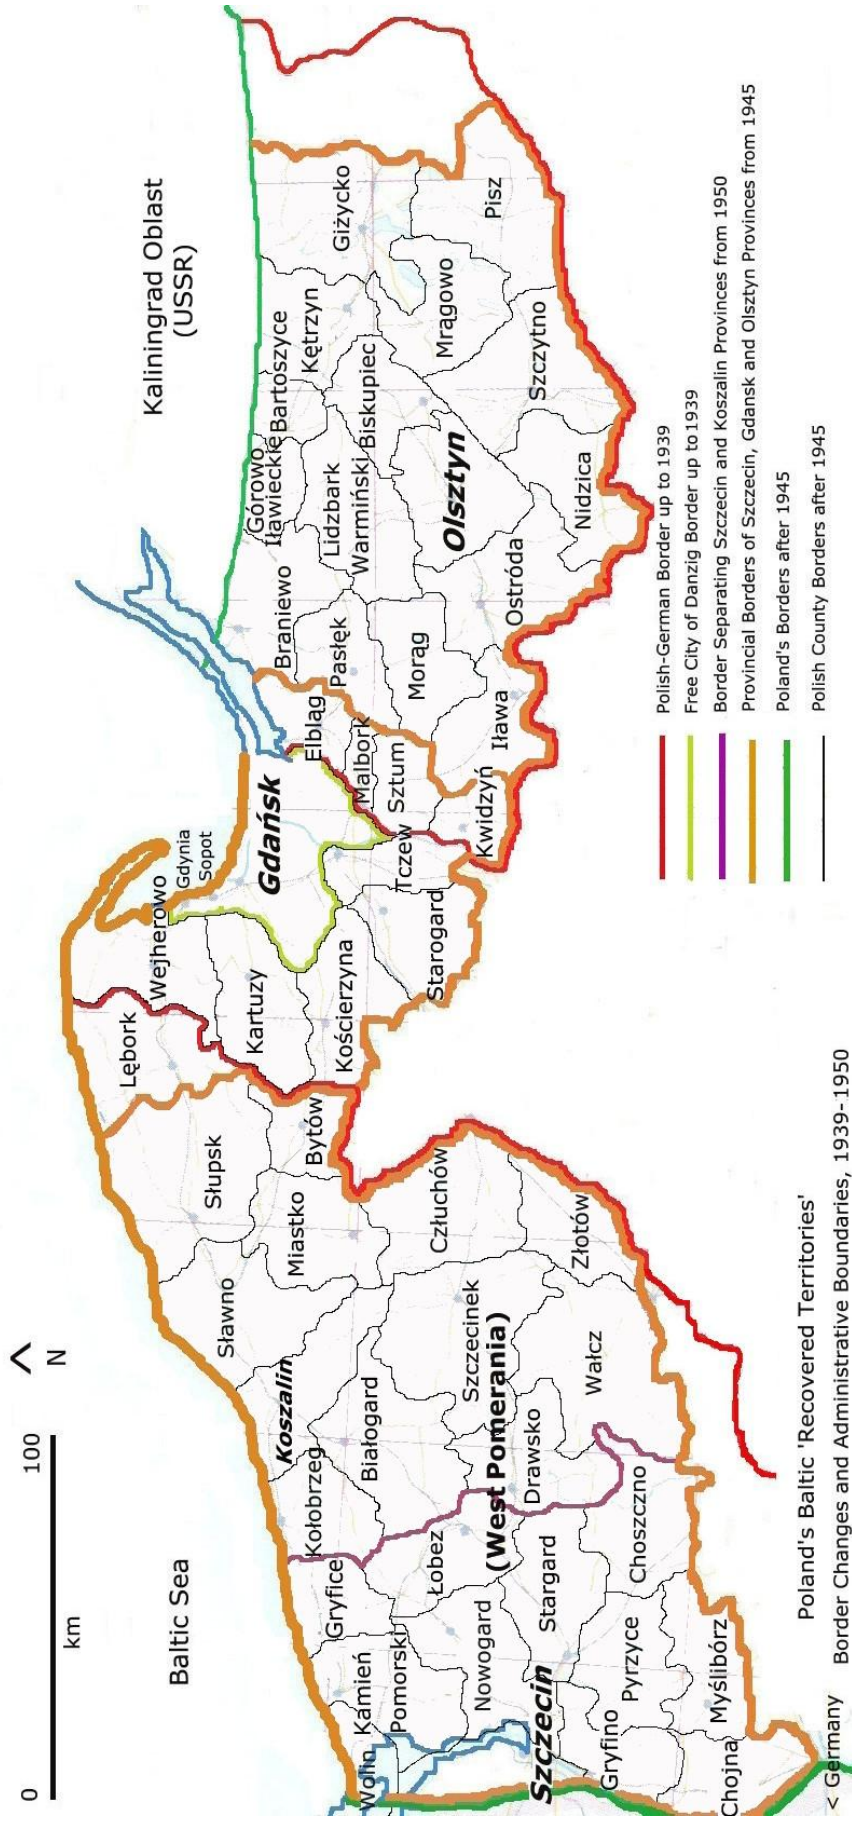 0
100
km
^
N
Baltic Sea
Kaliningrad Oblast
(USSR)
Wolin
Kamień
Pomorski
Gryfice
Kołobrzeg
Koszalin
Sławno
Słupsk
Lębork
Wejherowo
Gdynia
Sopot
Łobez
Białogard
Miastko
Bytów
Kartuzy
Kościerzyna
Gdańsk
Nowogard
Szczecinek
Człuchów
Starogard
Tczew
Malbork
Elbląg
Sztum
Kwidzyń
Szczecin
Stargard
(West Pomerania)
Drawsko
Wałcz
Złotów
Gryfino
Pyrzyce
Choszczno
Chojna
Myślibórz
Braniewo
Pasłęk
Morąg
Iława
Górowo
Iławieckie
Bartoszyce
Kętrzyn
Giżycko
Lidzbark
Warmiński
Biskupiec
Mrągowo
Pisz
Olsztyn
Ostróda
Nidzica
Szczytno
Polish-German Border up to 1939
Free City of Danzig Border up to1939
Border Separating Szczecin and Koszalin Provinces from 1950
Provincial Borders of Szczecin, Gdansk and Olsztyn Provinces from 1945
Poland's Borders after 1945
Polish County Borders after 1945
Poland's Baltic 'Recovered Territories'
Border Changes and Administrative Boundaries, 1939-1950
< Germany